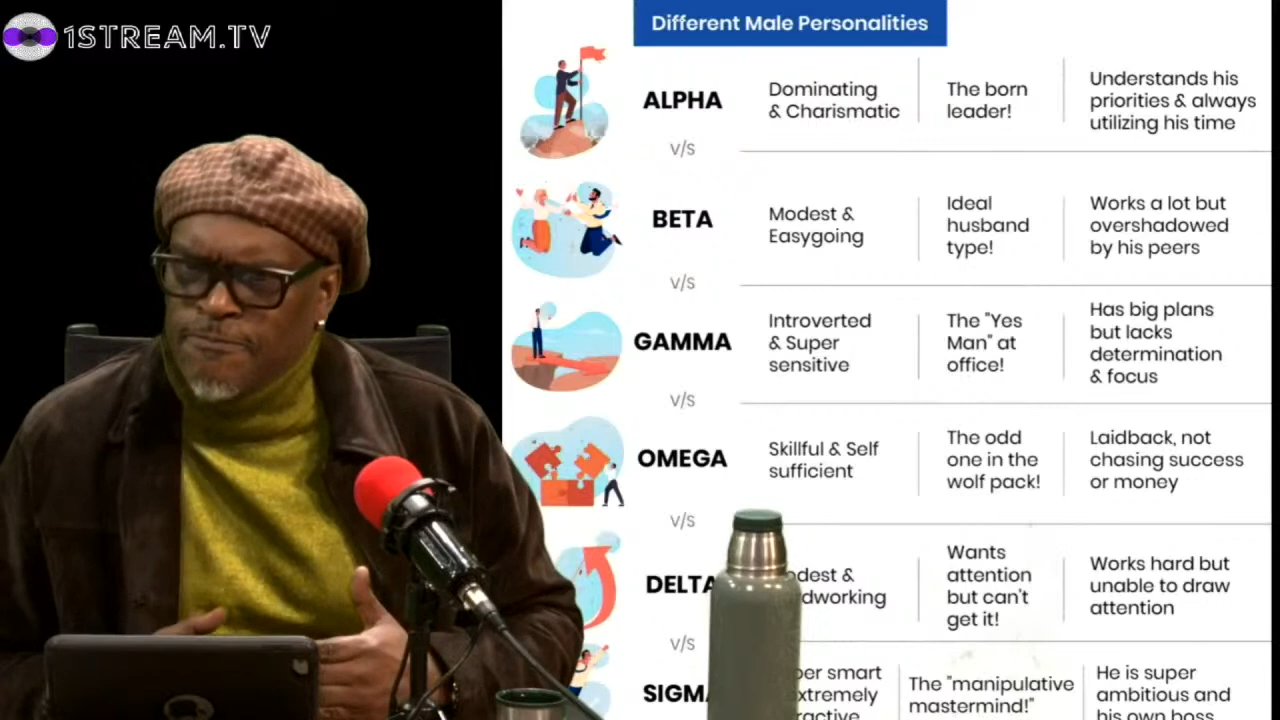 1STREAM.TV
Different Male Personalities
ALPHA
Dominating
& Charismatic
The born
leader!
Understands his
priorities & always
utilizing his time
V/S
BETA
Modest &
Easygoing
Ideal
husband
type!
Works a lot but
overshadowed
by his peers
V/S
GAMMA
Introverted
& Super
sensitive
The "Yes
Man" at
office!
Has big plans
but lacks
determination
& focus
V/S
OMEGA
Skillful & Self
sufficient
The odd
one in the
wolf pack!
Laidback, not
chasing success
or money
V/S
DELTA
&
Wants
attention
but can't
get it!
Works hard but
unable to draw
attention
V/S
smart
The "manipulative
mastermind!"
He is super
ambitious and
his own boss